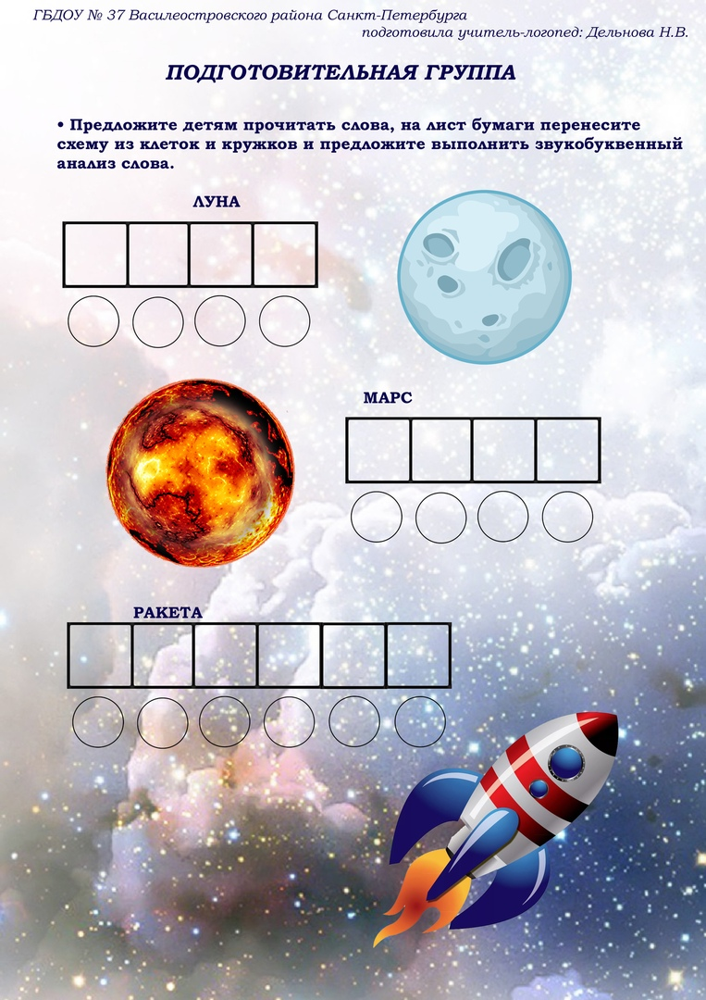 ГБДОУ № 37 Василеостровского района Санкт-Петербурга
подготовила учитель-логопед: Дельнова Н.В.
ПОДГОТОВИТЕЛЬНАЯ ГРУППА
• Предложите детям прочитать слова, на лист бумаги перенесите
схему из клеток и кружков и предложите выполнить звукобуквенный
анализ слова.
ЛУНА
МАРС
РАКЕТА